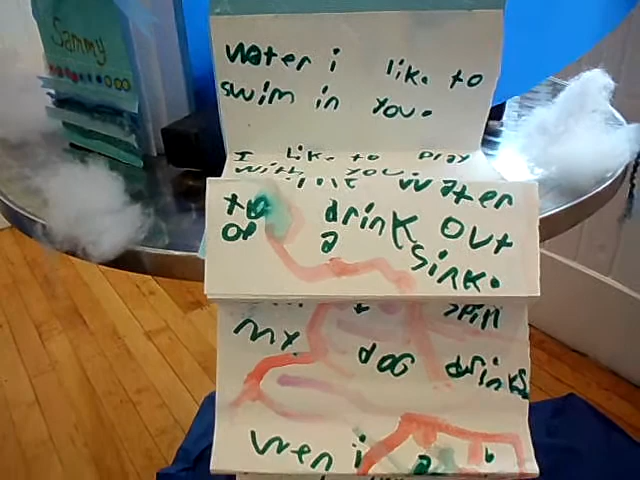 Sammy
Water i like to
swim in you.
I like to play
with you
Water
to drink out
of a sink.
spill
My dog drinks
wen i